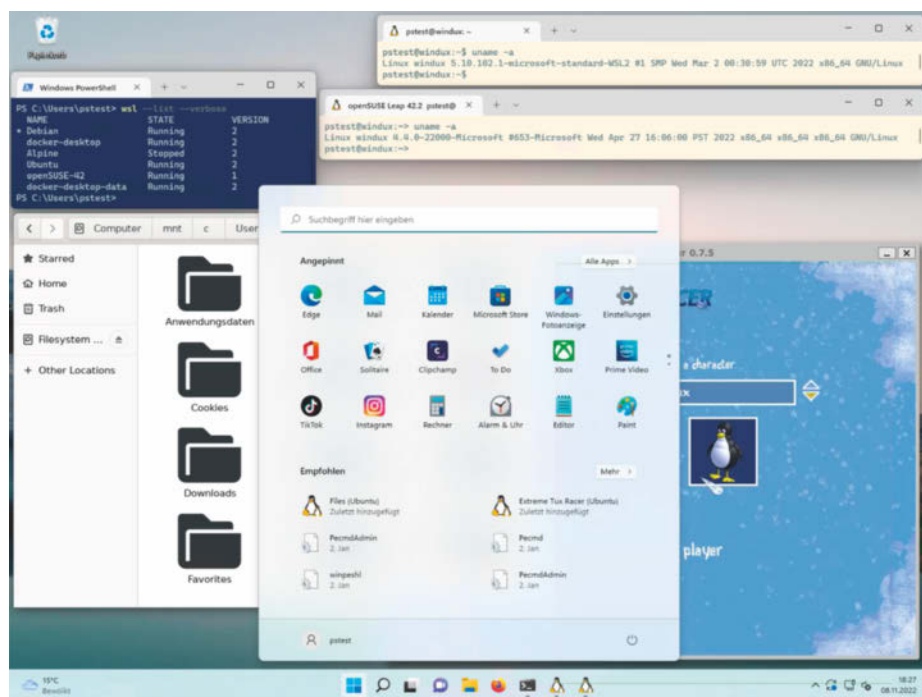 Papierkorb
Windows PowerShell
PS C:\Users\pstest> wsl --list --verbose
NAME STATE VERSION
* Debian Running 2
docker-desktop Running 2
Alpine Stopped 2
Ubuntu Running 2
openSUSE-42 Running 1
docker-desktop-data Running 2
PS C:\Users\pstest>
pstest@windux: ~
pstest@windux:~$ uname -a
Linux windux 5.10.102.1-microsoft-standard-WSL2 #1 SMP Wed Mar 2 00:30:59 UTC 2022 x86_64 GNU/Linux
pstest@windux:~$
openSUSE Leap 42.2 pstest@
pstest@windux:~> uname -a
Linux windux 4.4.0-22000-Microsoft #653-Microsoft Wed Apr 27 16:06:00 PST 2022 x86_64 x86_64 x86_64 GNU/Linux
pstest@windux:~>
Computer mnt c User
Starred
Home
Trash
Filesystem ...
+ Other Locations
Anwendungsdaten
Cookies
Downloads
Favorites
Suchbegriff hier eingeben
Angepinnt
Alle Apps >
Edge
Mail
Kalender
Microsoft Store
Windows-
Fotoanzeige
Einstellungen
Office
Solitaire
Clipchamp
To Do
Xbox
Prime Video
TikTok
Instagram
Rechner
Alarm & Uhr
Editor
Paint
Empfohlen
Mehr >
Files (Ubuntu)
Zuletzt hinzugefügt
Extreme Tux Racer (Ubuntu)
Zuletzt hinzugefügt
PecmdAdmin
2. Jan
Pecmd
2. Jan
winpeshl
2. Jan
PecmdAdmin
2. Jan
pstest
r 0.7.5
CER
a character
ux
player
15°C
Bewölkt
18:27